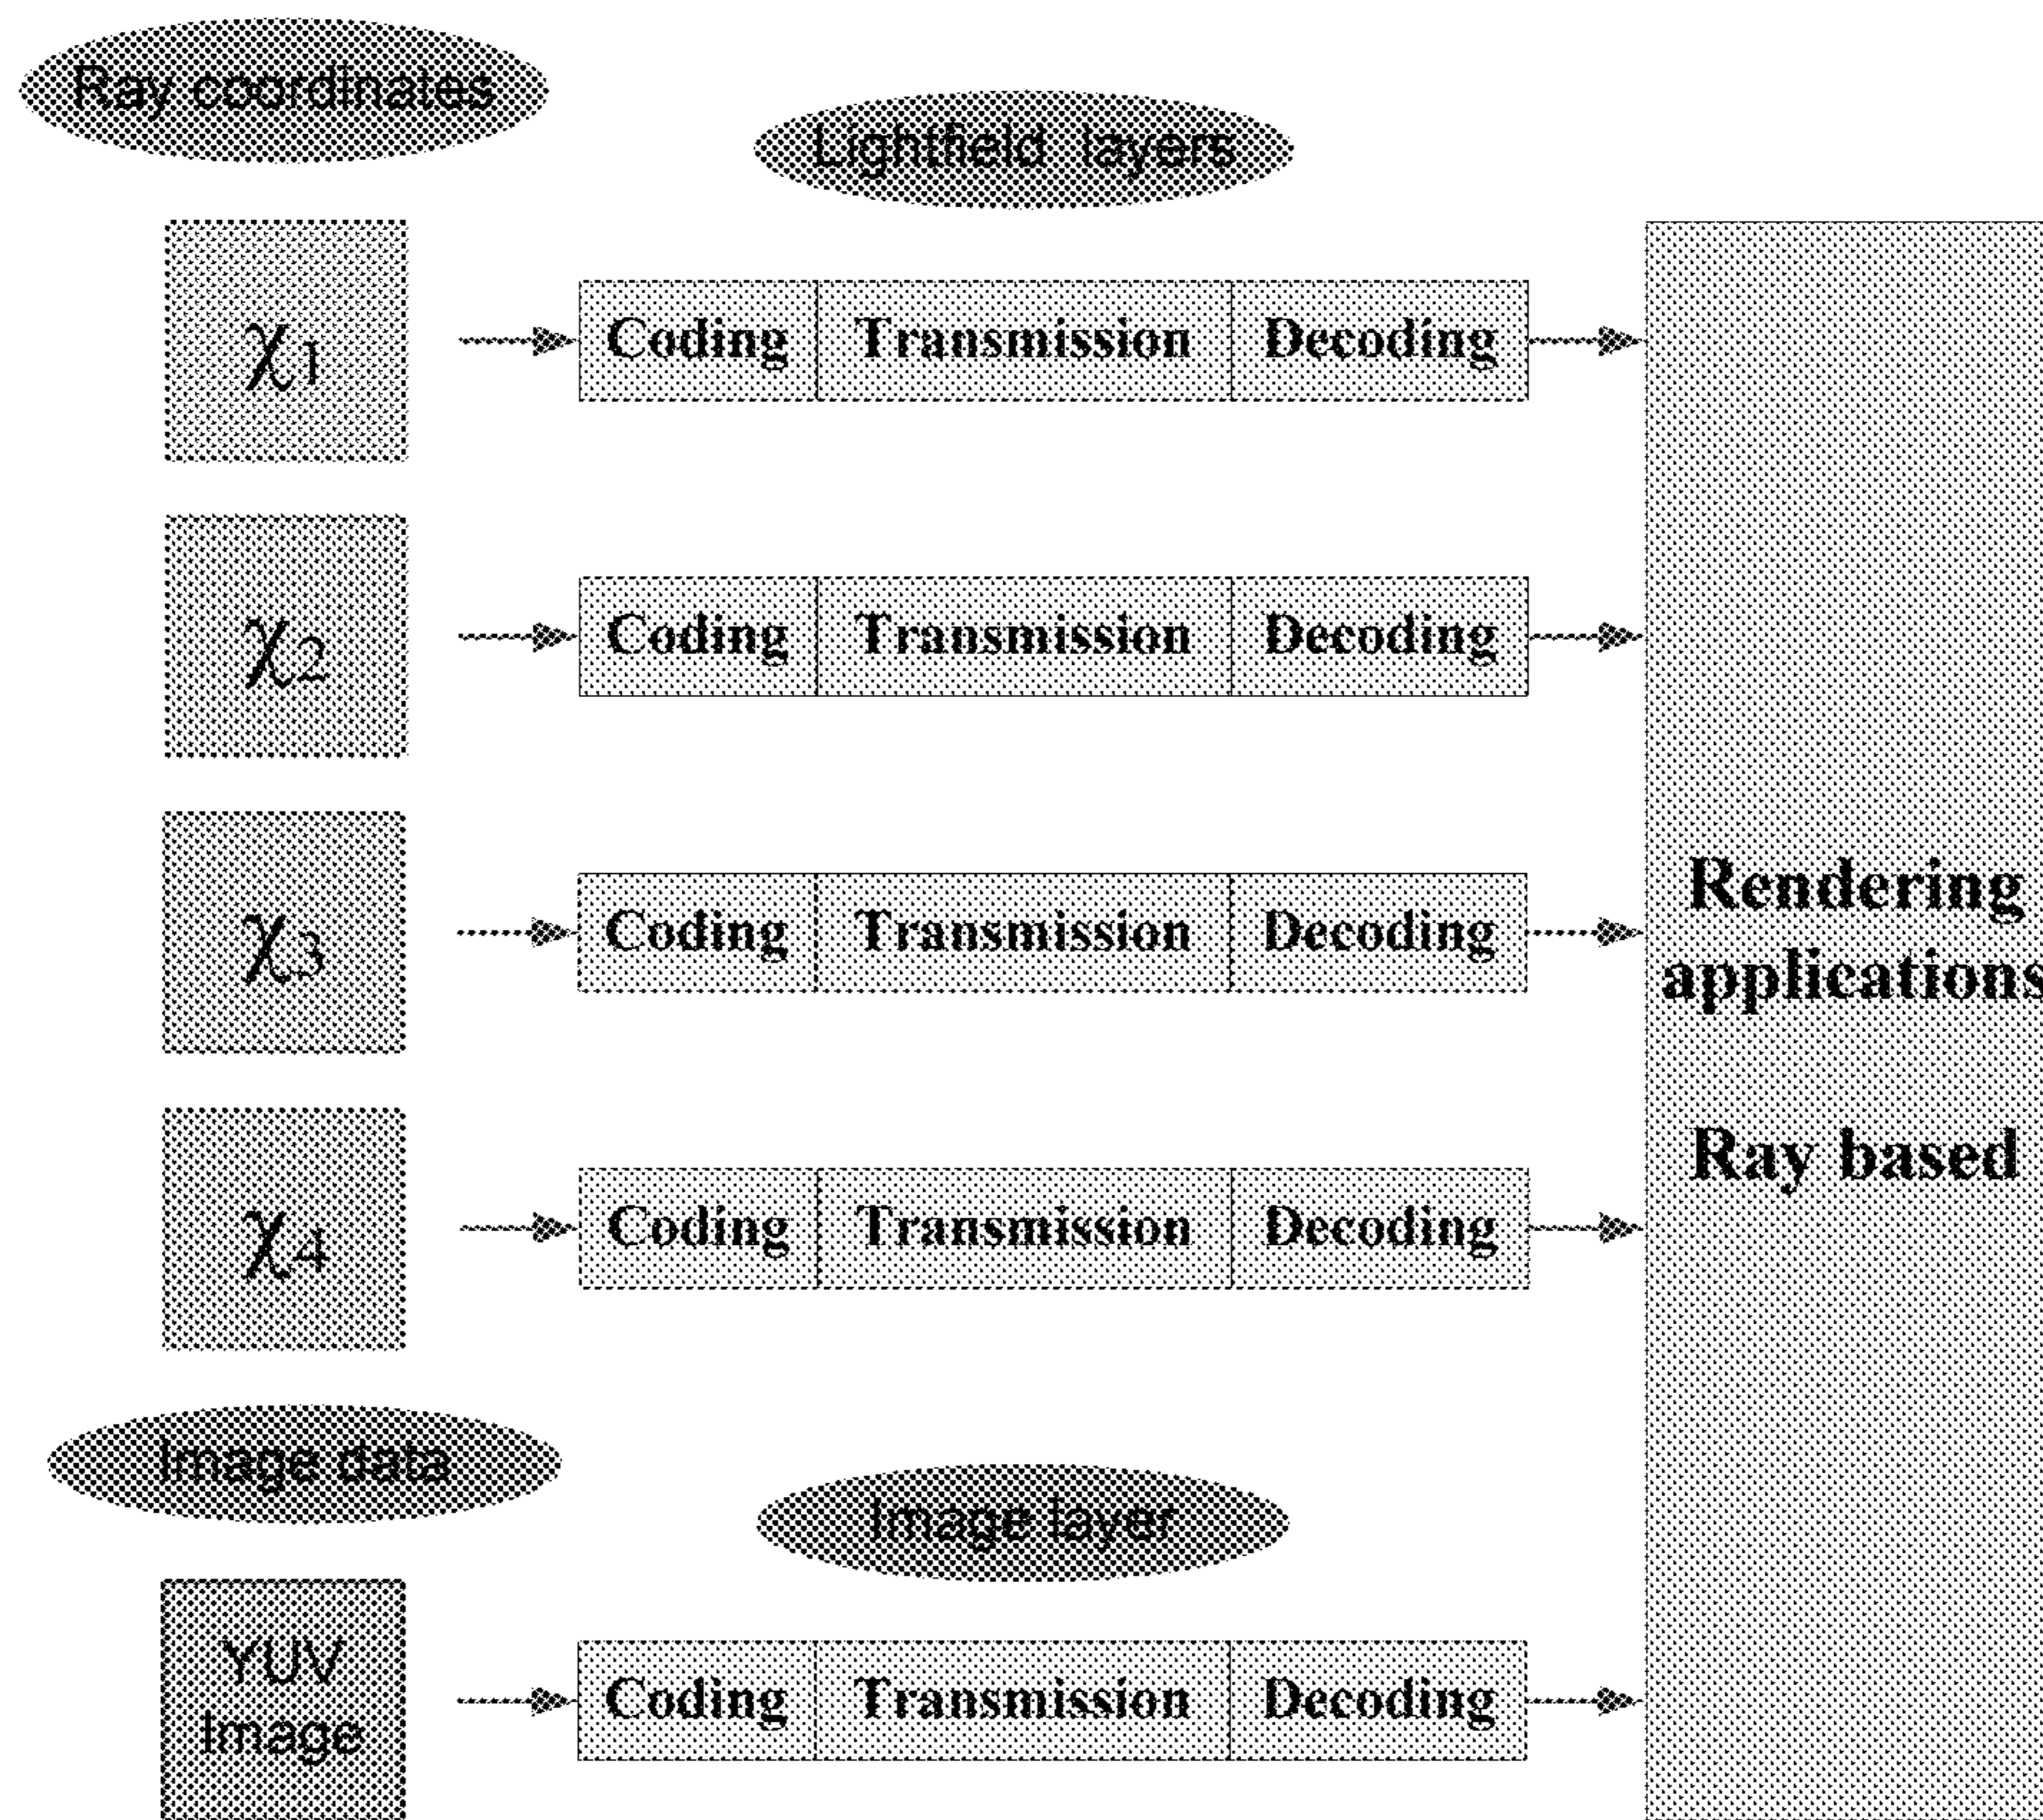 Ray coordinates
Lightfield layers
χ1
Coding Transmission Decoding
χ2
Coding Transmission Decoding
χ3
Coding Transmission Decoding
χ4
Coding Transmission Decoding
Rendering
applications
Ray based
Image data
Image layer
YUV
Image
Coding Transmission Decoding